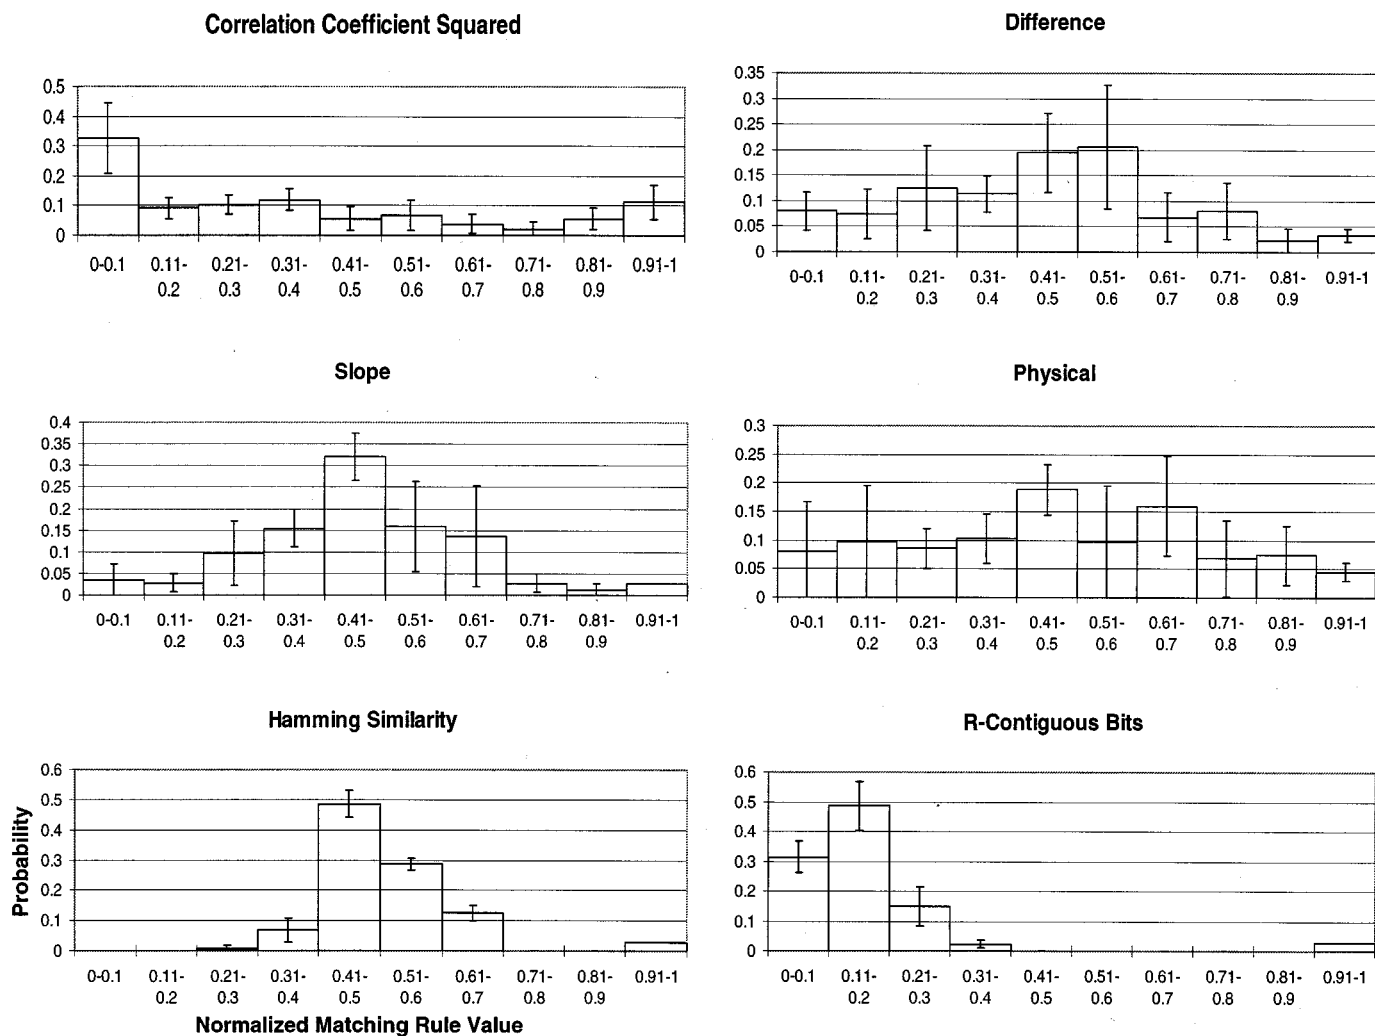 Correlation Coefficient Squared
0.5
0.4
0.3
0.2
0.1
0
0-0.1 0.11- 0.21- 0.31- 0.41- 0.51- 0.61- 0.71- 0.81- 0.91-1
0.2 0.3 0.4 0.5 0.6 0.7 0.8 0.9
Difference
0.35
0.3
0.25
0.2
0.15
0.1
0.05
0
0-0.1 0.11- 0.21- 0.31- 0.41- 0.51- 0.61- 0.71- 0.81- 0.91-1
0.2 0.3 0.4 0.5 0.6 0.7 0.8 0.9
Slope
0.4
0.35
0.3
0.25
0.2
0.15
0.1
0.05
0
0-0.1 0.11- 0.21- 0.31- 0.41- 0.51- 0.61- 0.71- 0.81- 0.91-1
0.2 0.3 0.4 0.5 0.6 0.7 0.8 0.9
Physical
0.3
0.25
0.2
0.15
0.1
0.05
0
0-0.1 0.11- 0.21- 0.31- 0.41- 0.51- 0.61- 0.71- 0.81- 0.91-1
0.2 0.3 0.4 0.5 0.6 0.7 0.8 0.9
Hamming Similarity
Probability
0.6
0.5
0.4
0.3
0.2
0.1
0
0-0.1 0.11- 0.21- 0.31- 0.41- 0.51- 0.61- 0.71- 0.81- 0.91-1
0.2 0.3 0.4 0.5 0.6 0.7 0.8 0.9
Normalized Matching Rule Value
R-Contiguous Bits
0.6
0.5
0.4
0.3
0.2
0.1
0
0-0.1 0.11- 0.21- 0.31- 0.41- 0.51- 0.61- 0.71- 0.81- 0.91-1
0.2 0.3 0.4 0.5 0.6 0.7 0.8 0.9